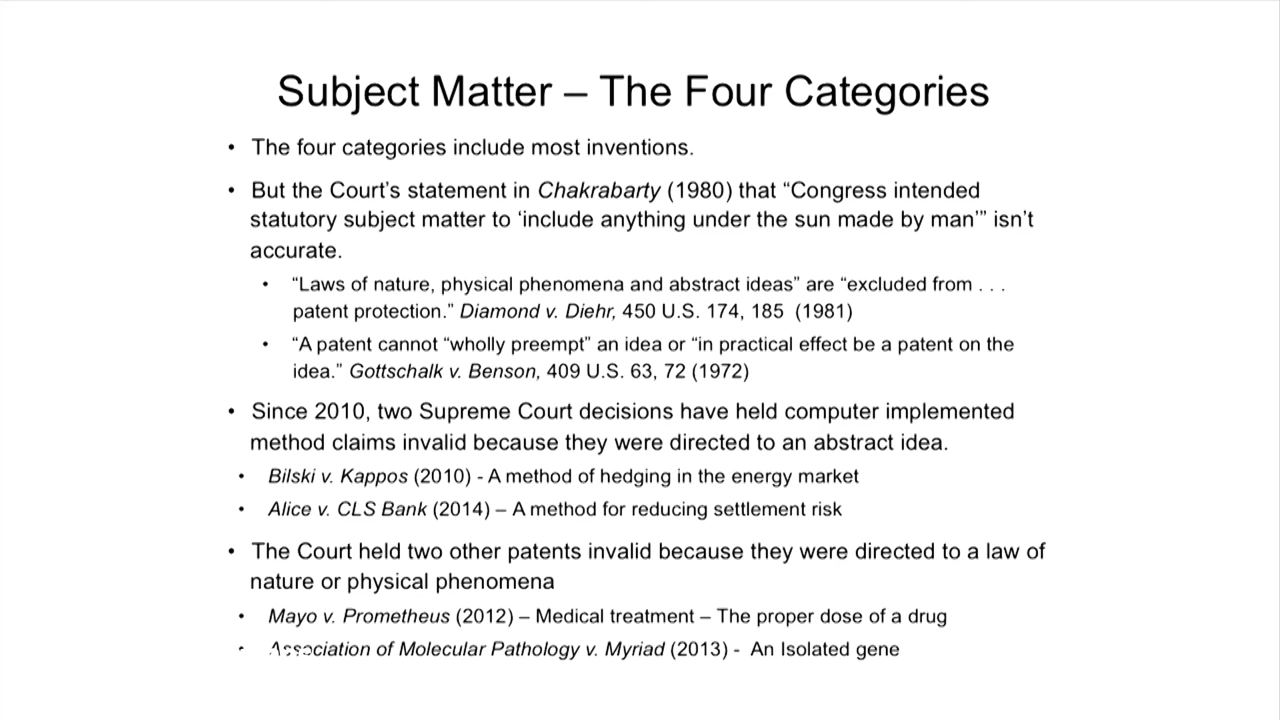 Subject Matter – The Four Categories
• The four categories include most inventions.
• But the Court’s statement in Chakrabarty (1980) that “Congress intended
statutory subject matter to ‘include anything under the sun made by man’” isn’t
accurate.
• “Laws of nature, physical phenomena and abstract ideas” are “excluded from . . .
patent protection.” Diamond v. Diehr, 450 U.S. 174, 185 (1981)
• “A patent cannot “wholly preempt” an idea or “in practical effect be a patent on the
idea.” Gottschalk v. Benson, 409 U.S. 63, 72 (1972)
• Since 2010, two Supreme Court decisions have held computer implemented
method claims invalid because they were directed to an abstract idea.
• Bilski v. Kappos (2010) - A method of hedging in the energy market
• Alice v. CLS Bank (2014) – A method for reducing settlement risk
• The Court held two other patents invalid because they were directed to a law of
nature or physical phenomena
• Mayo v. Prometheus (2012) – Medical treatment – The proper dose of a drug
• Association of Molecular Pathology v. Myriad (2013) - An Isolated gene